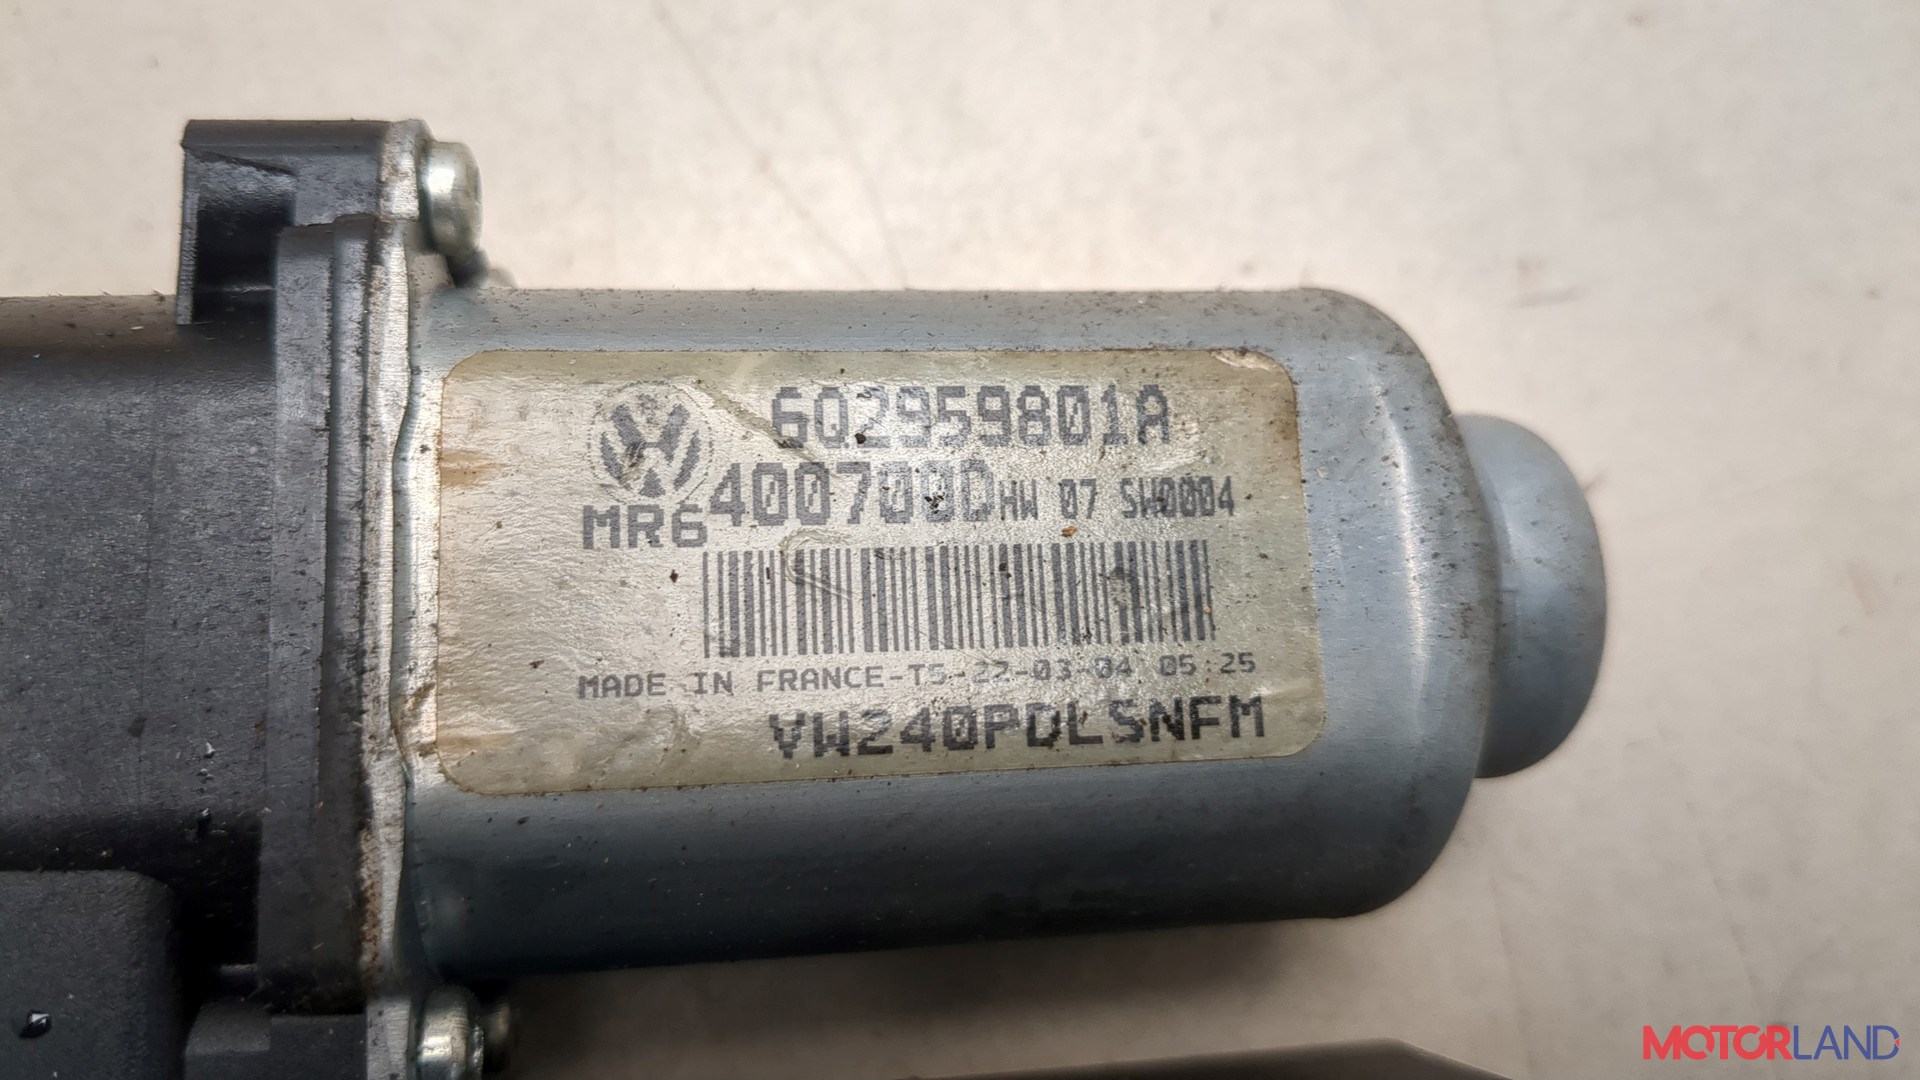 6Q2959801A
400700D HW 07 SW0004
MR6
MADE IN FRANCE-T5-22-03-04 05:25
VW240PDLSNFM
MOTORLAND